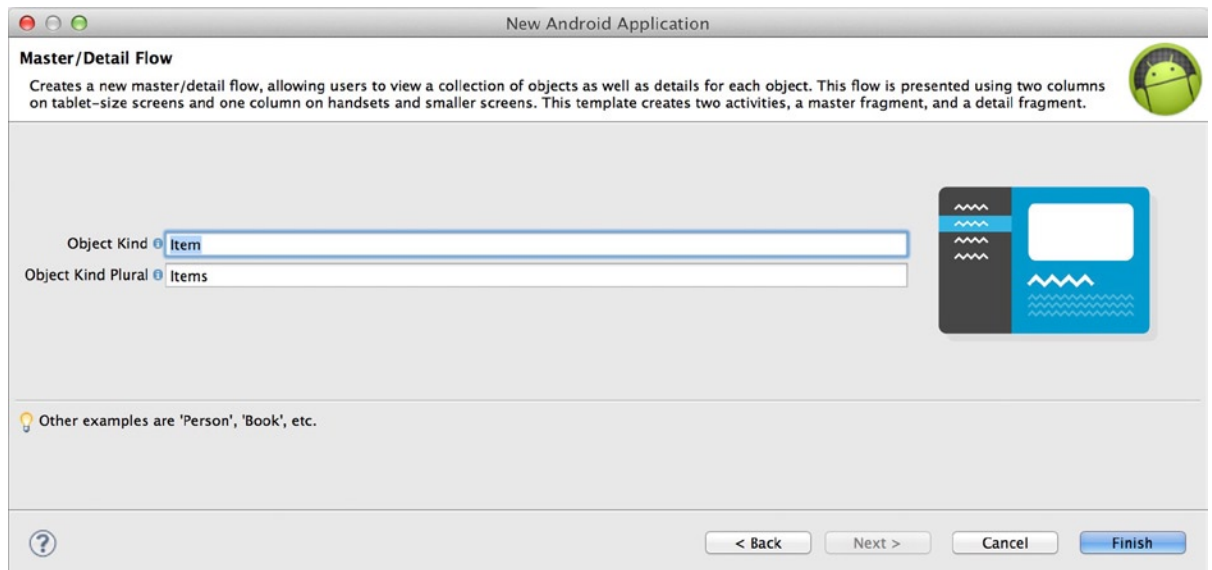 New Android Application
Master/Detail Flow
Creates a new master/detail flow, allowing users to view a collection of objects as well as details for each object. This flow is presented using two columns
on tablet-size screens and one column on handsets and smaller screens. This template creates two activities, a master fragment, and a detail fragment.
Object Kind Item
Object Kind Plural Items
Other examples are 'Person', 'Book', etc.
? < Back Next > Cancel Finish